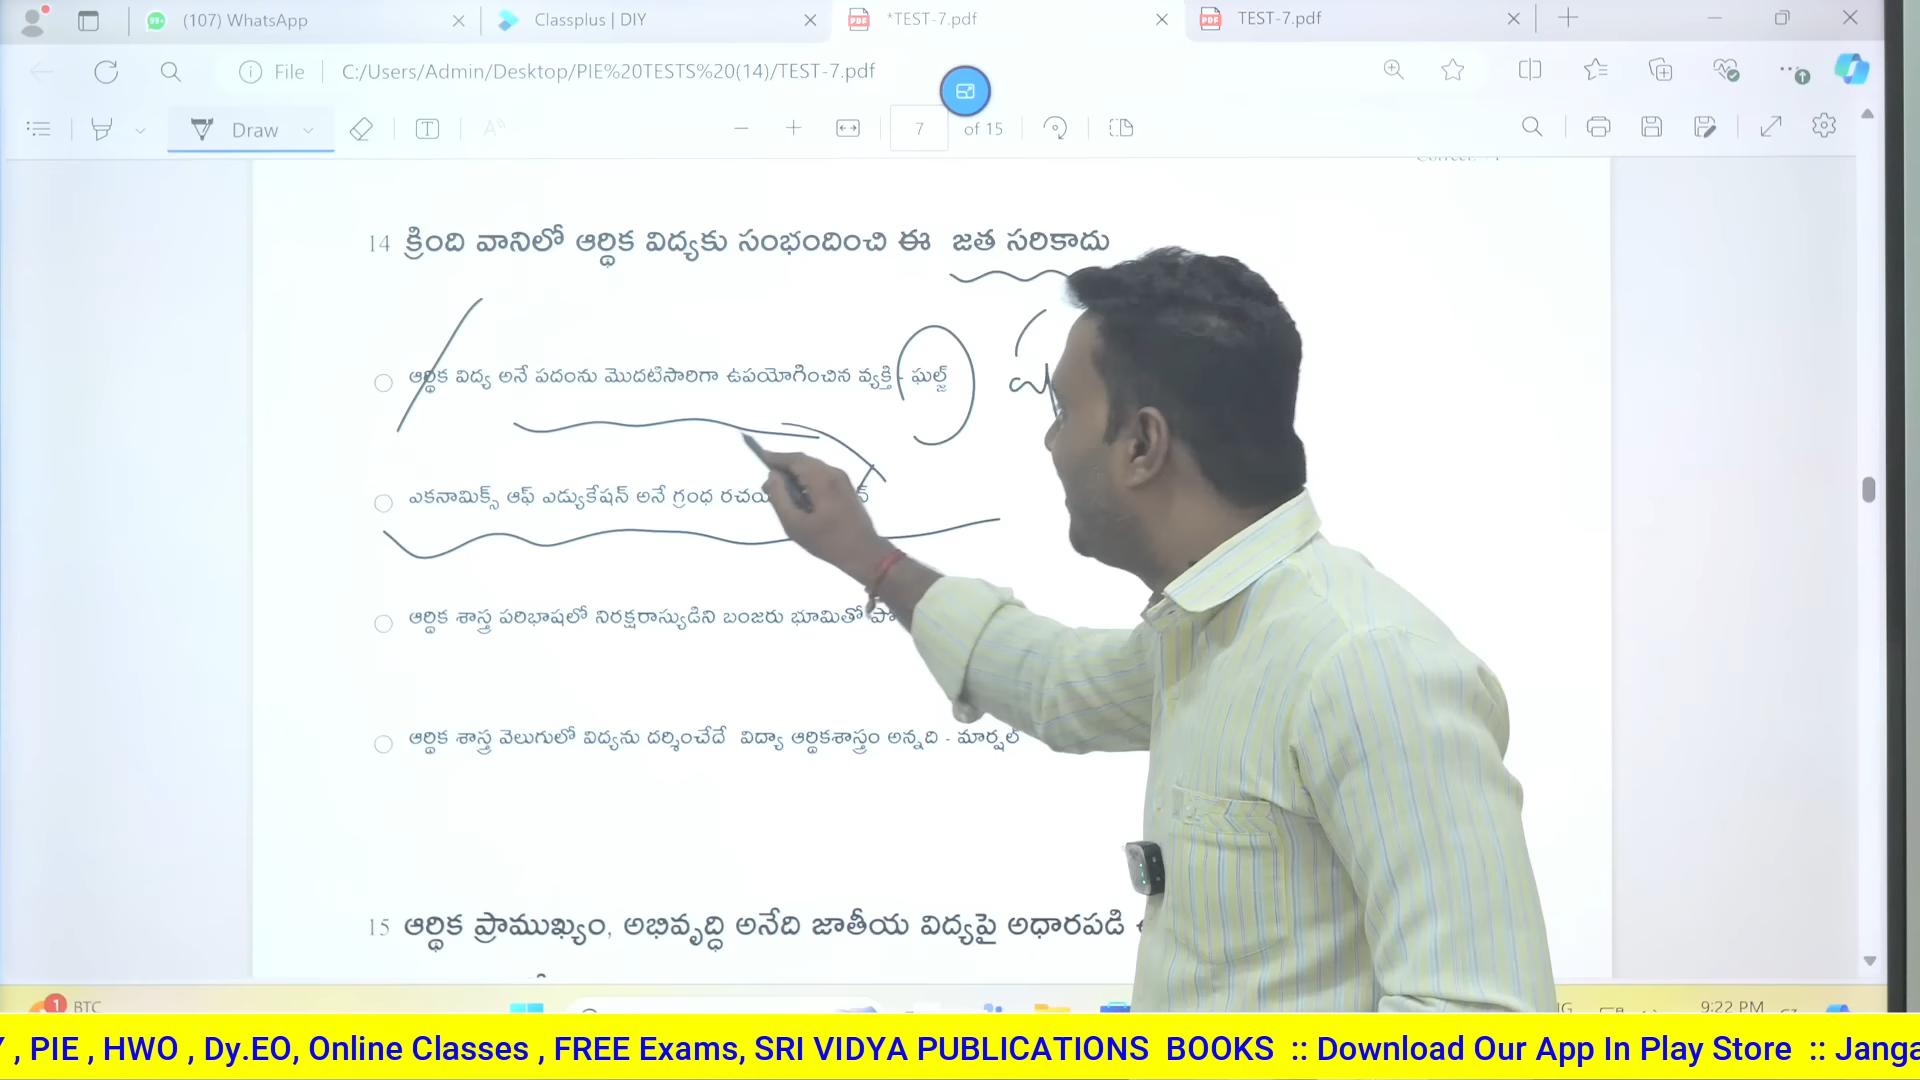 (107) WhatsApp
Classplus | DIY
*TEST-7.pdf
TEST-7.pdf
File
C:/Users/Admin/Desktop/PIE%20TESTS%20(14)/TEST-7.pdf
Draw
7 of 15
14 క్రింది వానిలో ఆర్థిక విద్యకు సంభందించి ఈ జత సరికాదు
ఆర్థిక విద్య అనే పదంను మొదటిసారిగా ఉపయోగించిన వ్యక్తి - షుల్జ్
ఎకనామిక్స్ ఆఫ్ ఎడ్యుకేషన్ అనే గ్రంధ
ఆర్థిక శాస్త్ర పరిభాషలో నిరక్షరాస్యుడిని బంజరు భూమితో
ఆర్థిక శాస్త్ర వెలుగులో విద్యను దర్శించేదే విద్యా ఆర్థికశాస్త్రం అన్నది - మార్షల్
15 ఆర్థిక ప్రాముఖ్యం, అభివృద్ధి అనేది జాతీయ విద్యపై అధారపడి
1
BTC
9:22 PM
, PIE , HWO , Dy.EO, Online Classes , FREE Exams, SRI VIDYA PUBLICATIONS BOOKS :: Download Our App In Play Store :: Janga